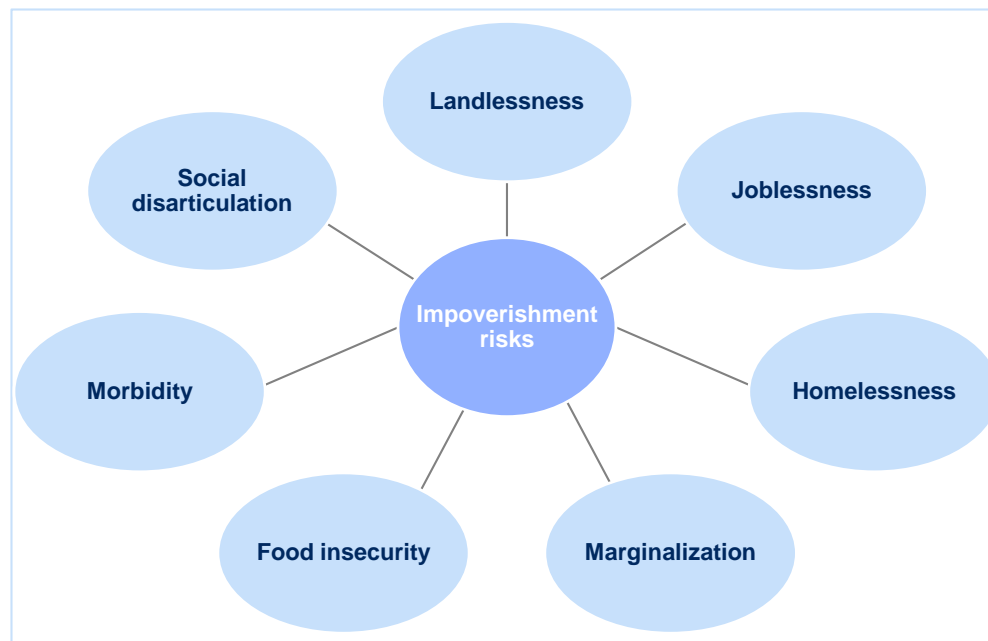 Landlessness
Social
disarticulation
Joblessness
Impoverishment
risks
Morbidity
Homelessness
Food insecurity
Marginalization